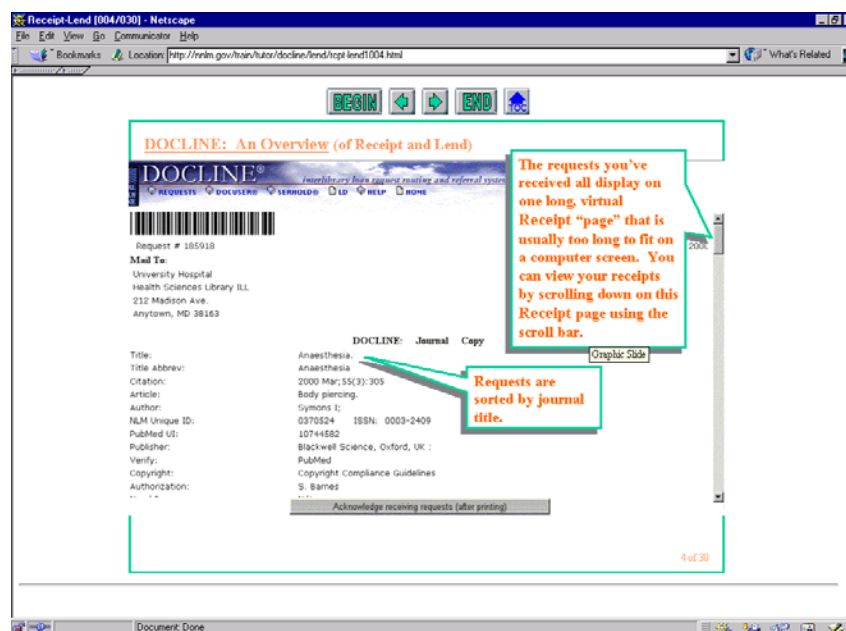 Receipt-Lend [004/030] - Netscape
File Edit View Go Communicator Help
Bookmarks Location: http://nnlm.gov/train/tutor/docline/lend/rcpt-lend1004.html What's Related
BEGIN END TOC
DOCLINE: An Overview (of Receipt and Lend)
DOCLINE®
interlibrary loan request routing and referral system
REQUESTS DOCUSER® SERHOLD® LD HELP HOME
The requests you've
received all display on
one long, virtual
Receipt “page” that is
usually too long to fit on
a computer screen. You
can view your receipts
by scrolling down on this
Receipt page using the
scroll bar.
Graphic Slide
Request # 185918
Mail To:
University Hospital
Health Sciences Library ILL
212 Madison Ave.
Anytown, MD 38163
DOCLINE: Journal Copy
Title: Anaesthesia.
Title Abbrev: Anaesthesia
Citation: 2000 Mar;55(3):305
Article: Body piercing.
Author: Symons I;
NLM Unique ID: 0370524 ISSN: 0003-2409
PubMed UI: 10744582
Publisher: Blackwell Science, Oxford, UK :
Verify: PubMed
Copyright: Copyright Compliance Guidelines
Authorization: S. Barnes
Requests are
sorted by journal
title.
Acknowledge receiving requests (after printing)
4 of 30
Document: Done